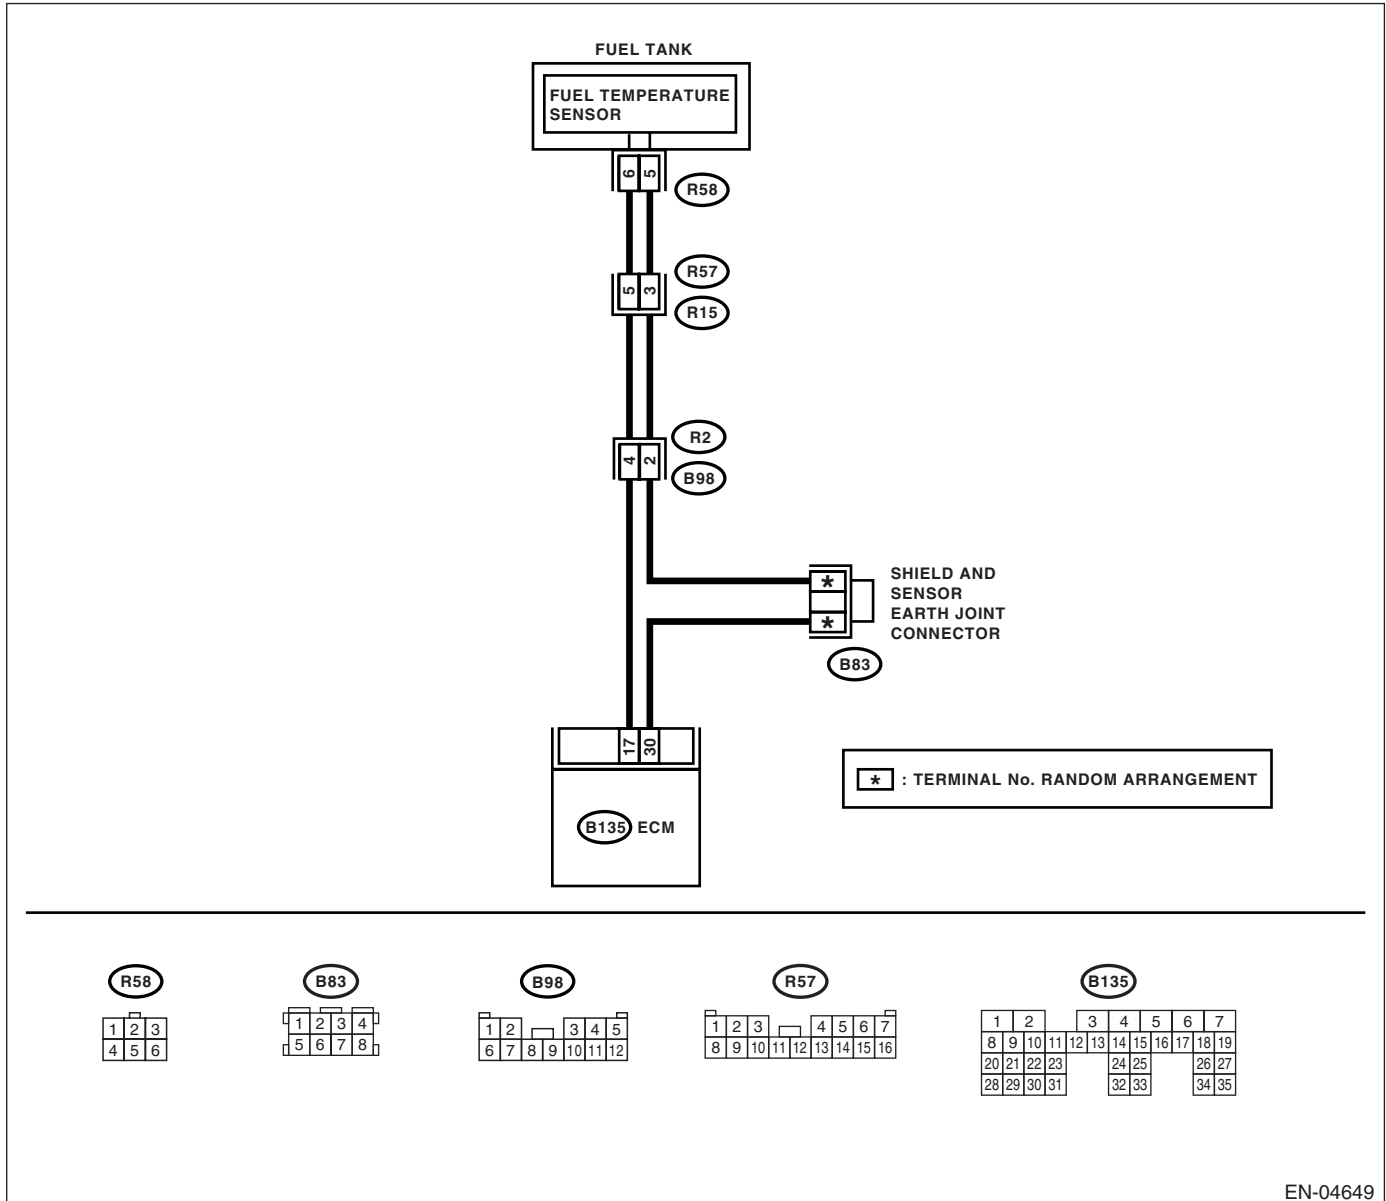 FUEL TANK
FUEL TEMPERATURE
SENSOR
6 5
R58
R57
5 3
R15
R2
4 2
B98
SHIELD AND
SENSOR
EARTH JOINT
CONNECTOR
*
*
B83
17 30
* : TERMINAL No. RANDOM ARRANGEMENT
B135 ECM
R58
1 2 3
4 5 6
B83
1 2 3 4
5 6 7 8
B98
1 2 3 4 5
6 7 8 9 10 11 12
R57
1 2 3 4 5 6 7
8 9 10 11 12 13 14 15 16
B135
1 2 3 4 5 6 7
8 9 10 11 12 13 14 15 16 17 18 19
20 21 22 23 24 25 26 27
28 29 30 31 32 33 34 35
EN-04649